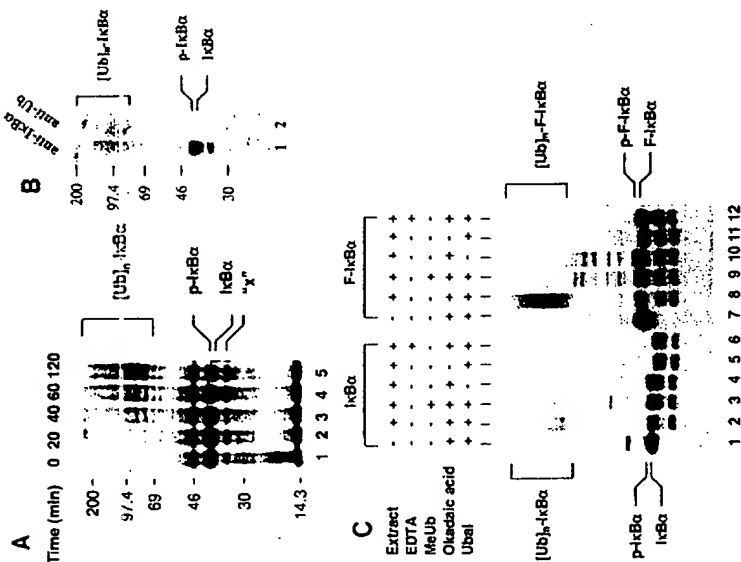 A
Time (min) 0 20 40 60 120
200-
97.4-
69-
46-
30-
14.3-
[Ub]n-IκBα
p-IκBα
IκBα
"x"
1 2 3 4 5
B
anti-IκBα
anti-Ub
200-
97.4-
69-
46-
30-
[Ub]n-IκBα
p-IκBα
IκBα
1 2
C
IκBα F-IκBα
Extract
EDTA
MeUb
Okadaic acid
Ubal
[Ub]n-IκBα
p-IκBα
IκBα
[Ub]n-F-IκBα
p-F-IκBα
F-IκBα
1 2 3 4 5 6 7 8 9 10 11 12